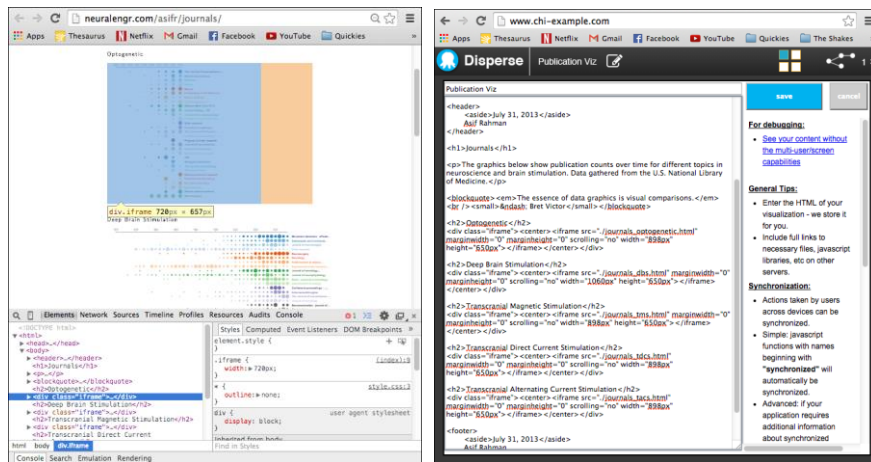 neuralengr.com/asifr/journals/
Apps Thesaurus Netflix Gmail Facebook YouTube Quickies »
Optogenetic
div.iframe 720px × 657px
Deep Brain Stimulation
Elements Network Sources Timeline Profiles Resources Audits Console
1
<!DOCTYPE html>
<html>
<head>…</head>
<body>
<header>…</header>
<h1>Journals</h1>
<p>…</p>
<blockquote>…</blockquote>
<h2>Optogenetic</h2>
<div class="iframe">…</div>
<h2>Deep Brain Stimulation</h2>
<div class="iframe">…</div>
<h2>Transcranial Magnetic Stimulation</h2>
<div class="iframe">…</div>
<h2>Transcranial Direct Current
html body div.iframe
Console Search Emulation Rendering
Styles Computed Event Listeners DOM Breakpoints »
element.style {
}
.iframe { (index):9
width: 720px;
}
* { style.css:3
outline: none;
}
div { user agent stylesheet
display: block;
}
Inherited from body
Find in Styles
www.chi-example.com
Apps Thesaurus Netflix Gmail Facebook YouTube Quickies The Shakes
Disperse Publication Viz
1
Publication Viz
<header>
<aside>July 31, 2013</aside>
Asif Rahman
</header>
<h1>Journals</h1>
<p>The graphics below show publication counts over time for different topics in
neuroscience and brain stimulation. Data gathered from the U.S. National Library
of Medicine.</p>
<blockquote><em>The essence of data graphics is visual comparisons.</em>
<br /><small>&ndash; Bret Victor</small></blockquote>
<h2>Optogenetic</h2>
<div class="iframe"><center><iframe src="./journals_optogenetic.html"
marginwidth="0" marginheight="0" scrolling="no" width="898px"
height="650px"></iframe></center></div>
<h2>Deep Brain Stimulation</h2>
<div class="iframe"><center><iframe src="./journals_dbs.html" marginwidth="0"
marginheight="0" scrolling="no" width="1060px" height="650px"></iframe>
</center></div>
<h2>Transcranial Magnetic Stimulation</h2>
<div class="iframe"><center><iframe src="./journals_tms.html" marginwidth="0"
marginheight="0" scrolling="no" width="898px" height="650px"></iframe>
</center></div>
<h2>Transcranial Direct Current Stimulation</h2>
<div class="iframe"><center><iframe src="./journals_tdcs.html"
marginwidth="0" marginheight="0" scrolling="no" width="898px"
height="650px"></iframe></center></div>
<h2>Transcranial Alternating Current Stimulation</h2>
<div class="iframe"><center><iframe src="./journals_tacs.html"
marginwidth="0" marginheight="0" scrolling="no" width="898px"
height="650px"></iframe></center></div>
<footer>
<aside>July 31, 2013</aside>
Asif Rahman
save cancel
For debugging:
• See your content without
the multi-user/screen
capabilities
General Tips:
• Enter the HTML of your
visualization - we store it
for you.
• Include full links to
necessary files, javascript
libraries, etc on other
servers.
Synchronization:
• Actions taken by users
across devices can be
synchronized.
• Simple: javascript
functions with names
beginning with
"synchronized" will
automatically be
synchronized.
• Advanced: if your
application requires
additional information
about synchronized